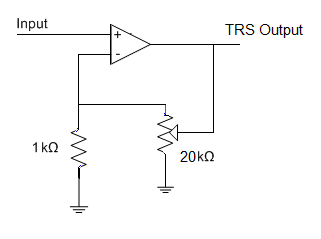 Input
TRS Output
+
-
1kΩ
20kΩ